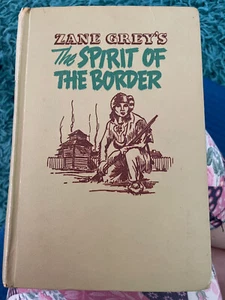 ZANE GREY'S
The SPIRIT OF
THE BORDER